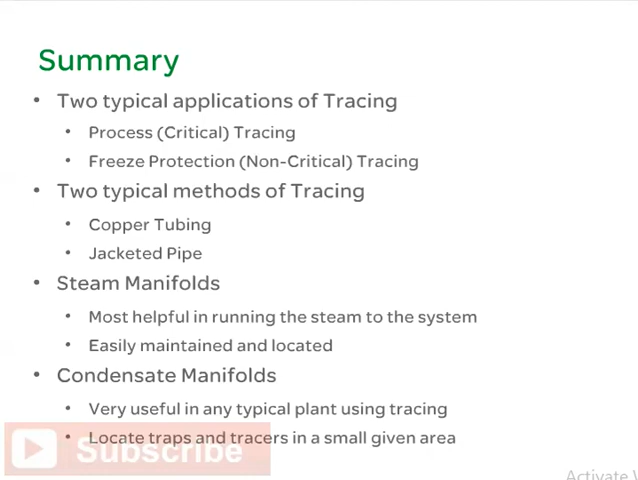 Summary
• Two typical applications of Tracing
• Process (Critical) Tracing
• Freeze Protection (Non-Critical) Tracing
• Two typical methods of Tracing
• Copper Tubing
• Jacketed Pipe
• Steam Manifolds
• Most helpful in running the steam to the system
• Easily maintained and located
• Condensate Manifolds
• Very useful in any typical plant using tracing
• Locate traps and tracers in a small given area
Subscribe
Activate